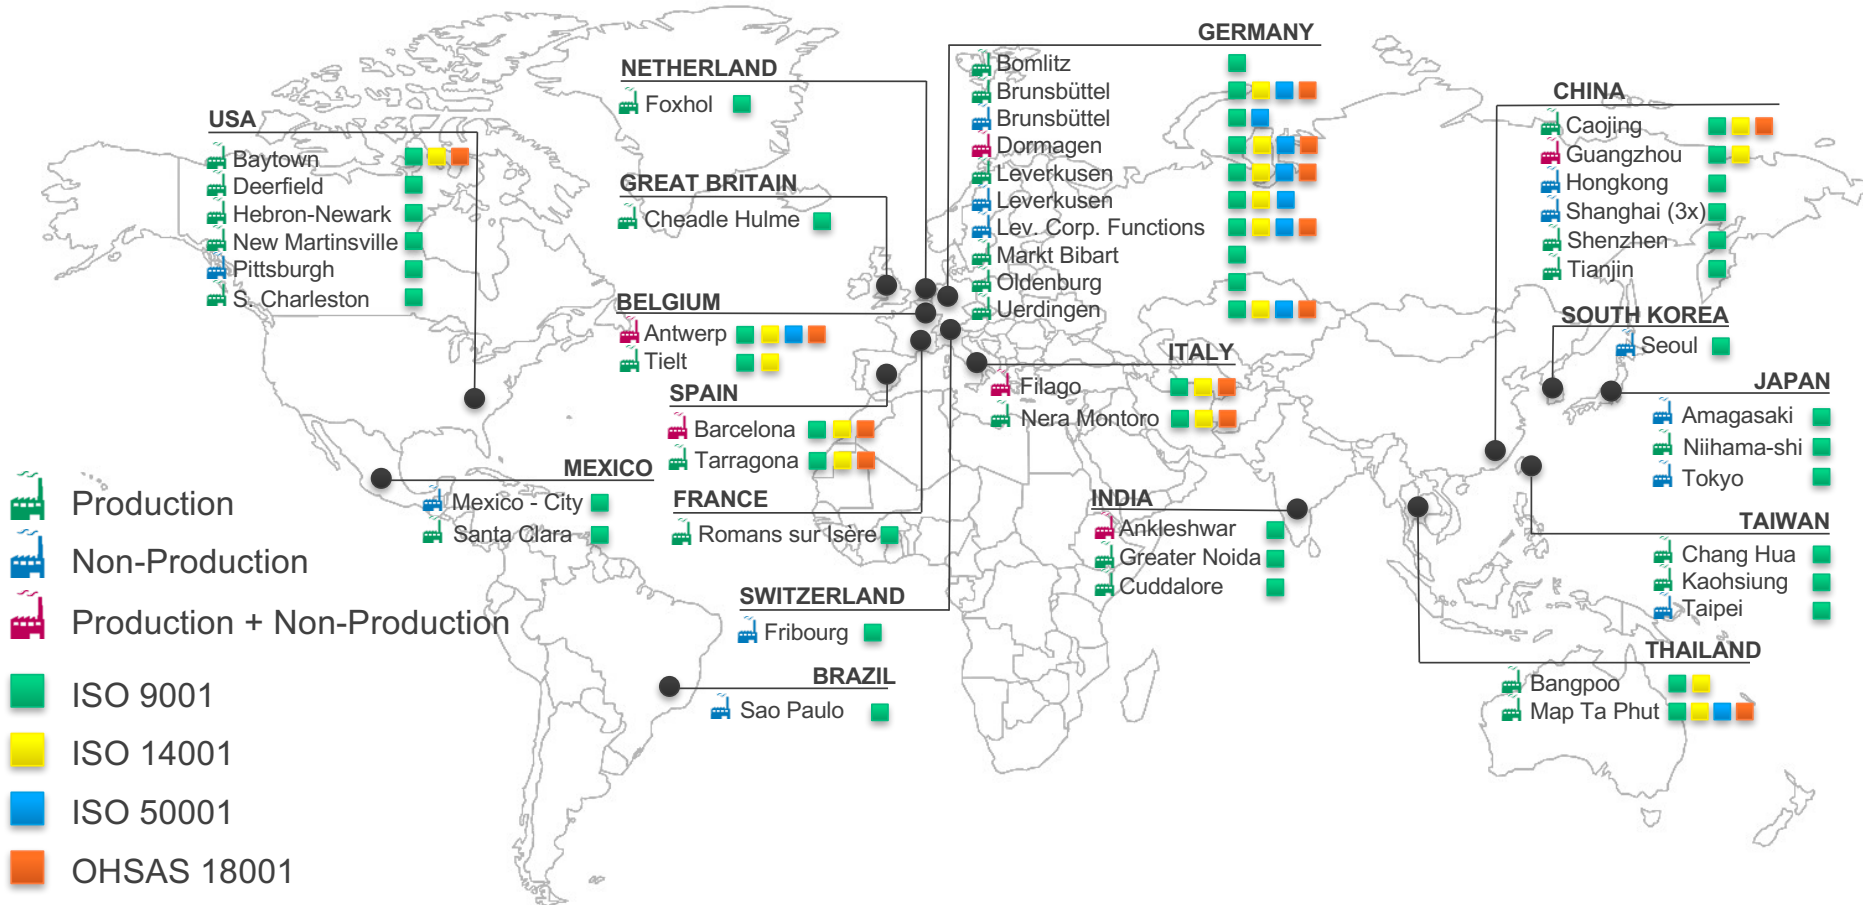 USA
Baytown
Deerfield
Hebron-Newark
New Martinsville
Pittsburgh
S. Charleston
NETHERLAND
Foxhol
GREAT BRITAIN
Cheadle Hulme
BELGIUM
Antwerp
Tielt
SPAIN
Barcelona
Tarragona
MEXICO
Mexico - City
Santa Clara
FRANCE
Romans sur Isère
SWITZERLAND
Fribourg
BRAZIL
Sao Paulo
GERMANY
Bomlitz
Brunsbüttel
Brunsbüttel
Dormagen
Leverkusen
Leverkusen
Lev. Corp. Functions
Markt Bibart
Oldenburg
Uerdingen
ITALY
Filago
Nera Montoro
INDIA
Ankleshwar
Greater Noida
Cuddalore
CHINA
Caojing
Guangzhou
Hongkong
Shanghai (3x)
Shenzhen
Tianjin
SOUTH KOREA
Seoul
JAPAN
Amagasaki
Niihama-shi
Tokyo
TAIWAN
Chang Hua
Kaohsiung
Taipei
THAILAND
Bangpoo
Map Ta Phut
Production
Non-Production
Production + Non-Production
ISO 9001
ISO 14001
ISO 50001
OHSAS 18001